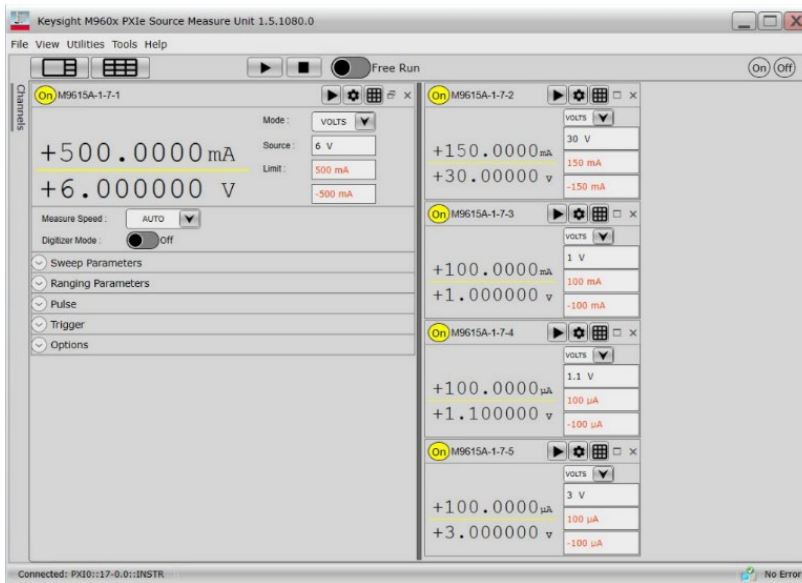 Keysight M960x PXIe Source Measure Unit 1.5.1080.0
File View Utilities Tools Help
Free Run
On Off
Channels
On M9615A-1-7-1
+500.0000 mA
+6.000000 V
Mode : VOLTS
Source : 6 V
Limit : 500 mA
-500 mA
Measure Speed : AUTO
Digitizer Mode : Off
Sweep Parameters
Ranging Parameters
Pulse
Trigger
Options
On M9615A-1-7-2
VOLTS
30 V
+150.0000 mA
150 mA
+30.00000 V
-150 mA
On M9615A-1-7-3
VOLTS
1 V
+100.0000 mA
100 mA
+1.000000 V
-100 mA
On M9615A-1-7-4
VOLTS
1.1 V
+100.0000 µA
100 µA
+1.100000 V
-100 µA
On M9615A-1-7-5
VOLTS
3 V
+100.0000 µA
100 µA
+3.000000 V
-100 µA
Connected: PXI0::17-0.0::INSTR
No Error